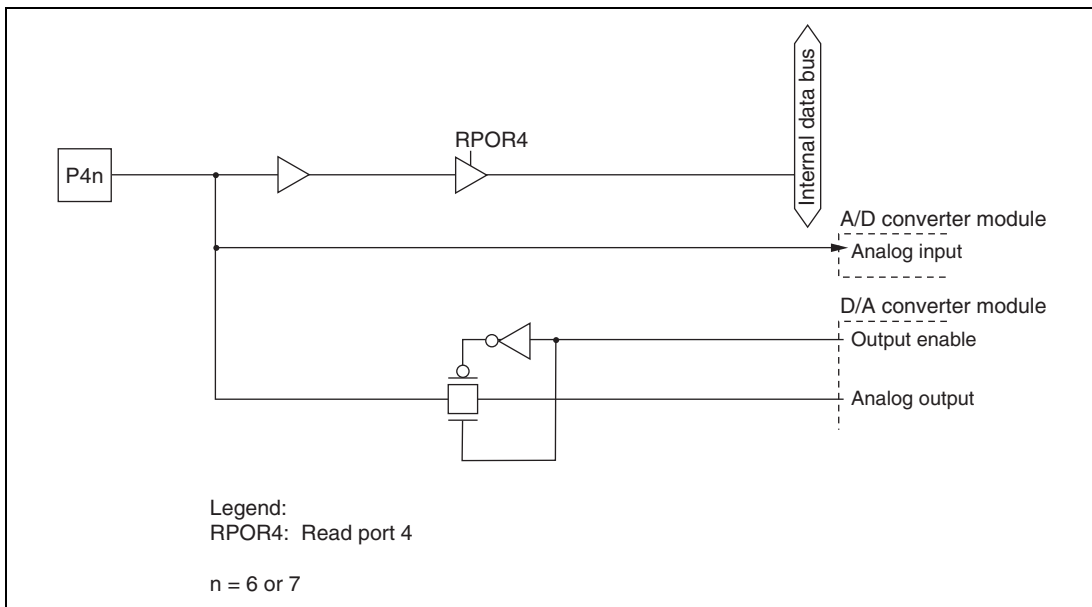 Internal data bus
RPOR4
P4n
A/D converter module
Analog input
D/A converter module
Output enable
Analog output
Legend:
RPOR4: Read port 4
n = 6 or 7